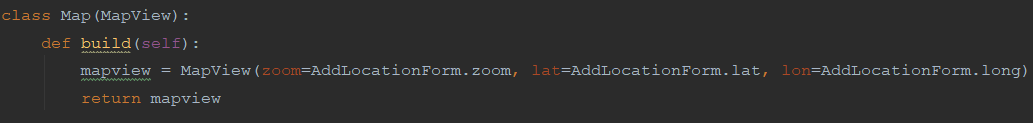 class Map(MapView):
    def build(self):
        mapview = MapView(zoom=AddLocationForm.zoom, lat=AddLocationForm.lat, lon=AddLocationForm.long)
        return mapview